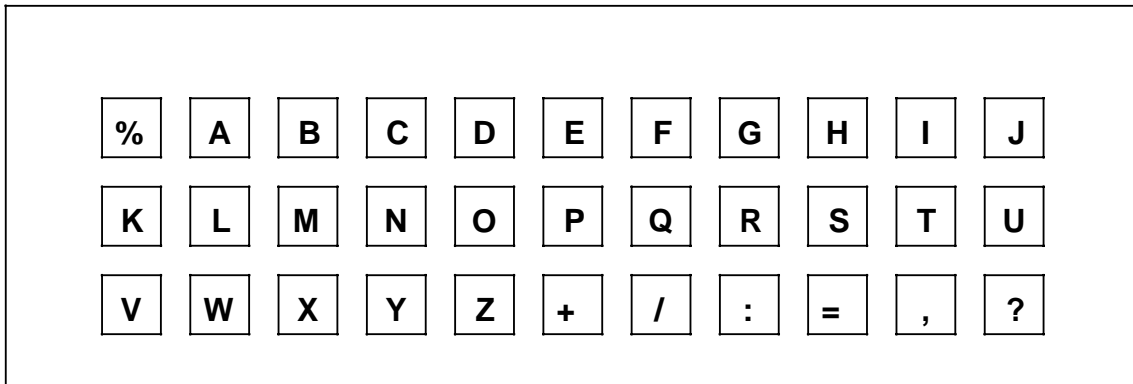 % A B C D E F G H I J
K L M N O P Q R S T U
V W X Y Z + / : = , ?